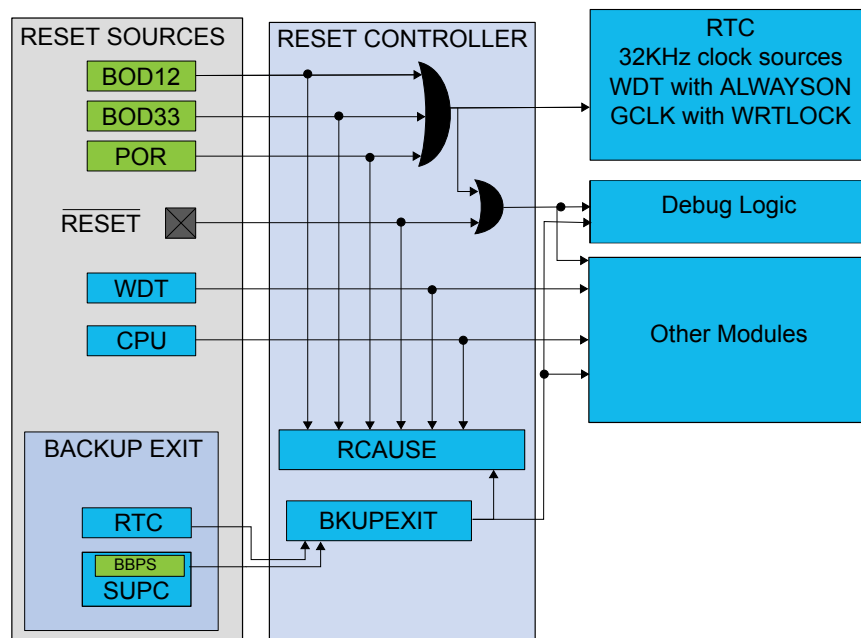 RESET SOURCES
BOD12
BOD33
POR
RESET
WDT
CPU
BACKUP EXIT
RTC
BBPS
SUPC
RESET CONTROLLER
RCAUSE
BKUPEXIT
RTC
32KHz clock sources
WDT with ALWAYSON
GCLK with WRTLOCK
Debug Logic
Other Modules